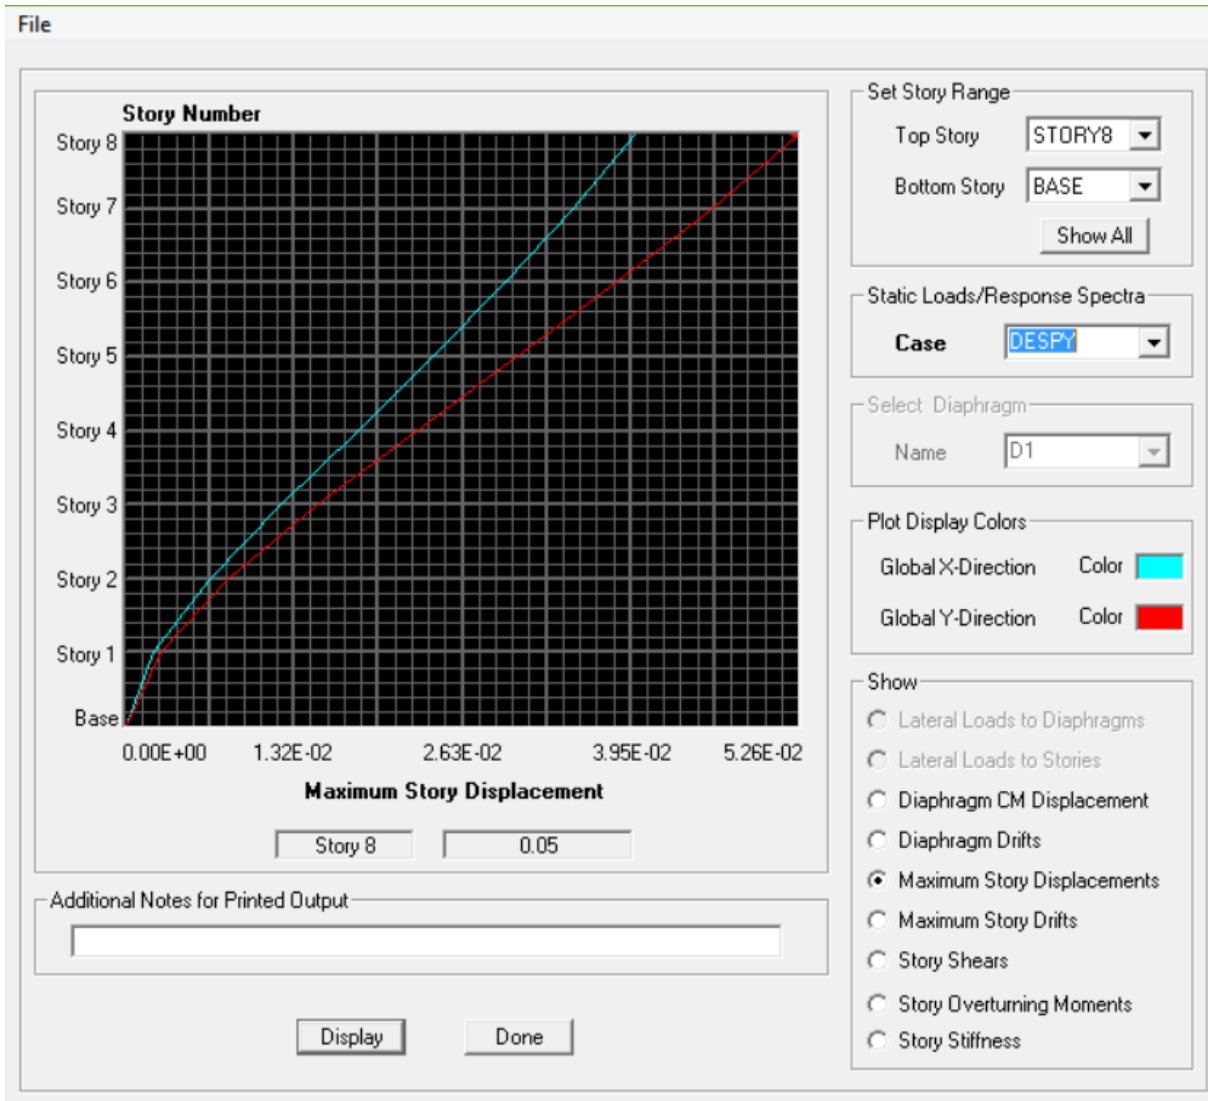 File
Story Number
Story 8
Story 7
Story 6
Story 5
Story 4
Story 3
Story 2
Story 1
Base
0.00E+00 1.32E-02 2.63E-02 3.95E-02 5.26E-02
Maximum Story Displacement
Story 8 0.05
Additional Notes for Printed Output
Display Done
Set Story Range
Top Story STORY8
Bottom Story BASE
Show All
Static Loads/Response Spectra
Case DESPY
Select Diaphragm
Name D1
Plot Display Colors
Global X-Direction Color
Global Y-Direction Color
Show
Lateral Loads to Diaphragms
Lateral Loads to Stories
Diaphragm CM Displacement
Diaphragm Drifts
Maximum Story Displacements
Maximum Story Drifts
Story Shears
Story Overturning Moments
Story Stiffness